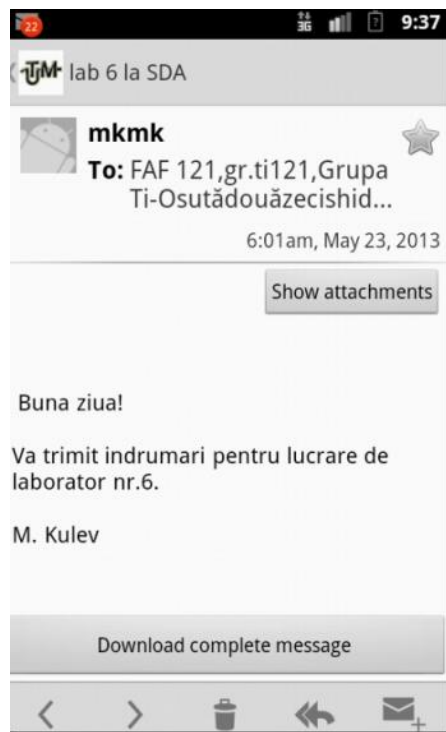 22
3G
9:37
UTM lab 6 la SDA
mkmk
To: FAF 121,gr.ti121,Grupa
Ti-Osutădouăzecishid...
6:01am, May 23, 2013
Show attachments
Buna ziua!
Va trimit indrumari pentru lucrare de
laborator nr.6.
M. Kulev
Download complete message